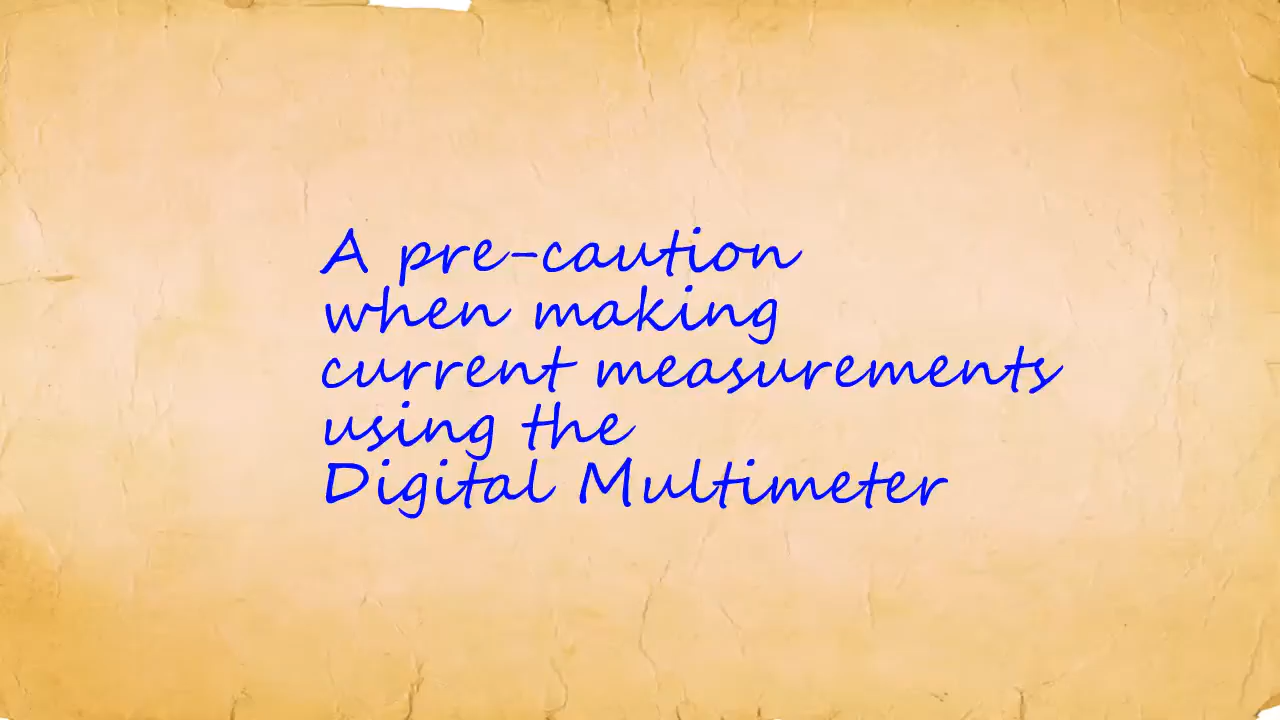 A pre-caution
when making
current measurements
using the
Digital Multimeter